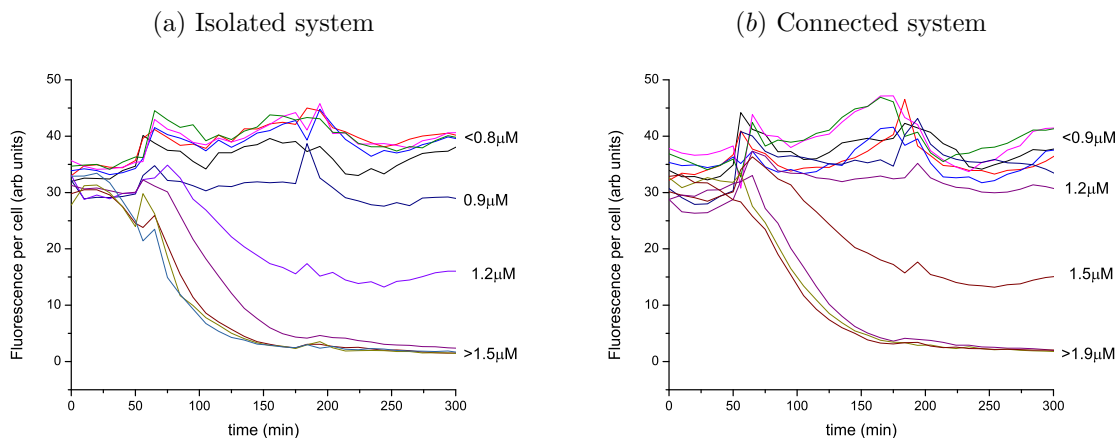 (a) Isolated system
(b) Connected system
Fluorescence per cell (arb units)
50
40
30
20
10
0
0
50
100
150
200
250
300
time (min)
<0.8μM
0.9μM
1.2μM
>1.5μM
Fluorescence per cell (arb units)
50
40
30
20
10
0
0
50
100
150
200
250
300
time (min)
<0.9μM
1.2μM
1.5μM
>1.9μM